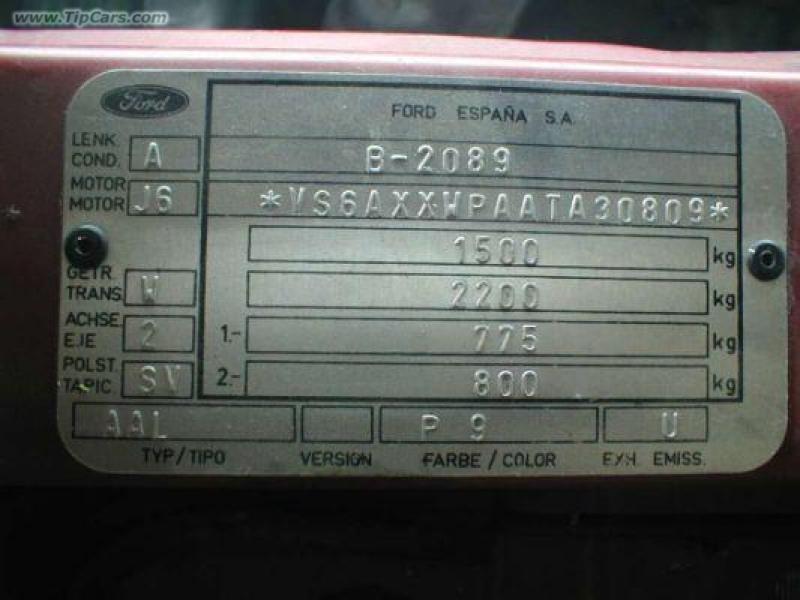 www.TipCars.com
Ford
FORD ESPAÑA S.A.
LENK.
COND. A
B-2089
MOTOR
MOTOR J6
*VS6AXXWPAATA30809*
1500 kg
GETR.
TRANS. W
2200 kg
ACHSE.
EJE 2
1.- 775 kg
POLST.
TAPIC. SV
2.- 800 kg
AAL P 9 U
TYP/TIPO VERSION FARBE/COLOR EXH. EMISS.